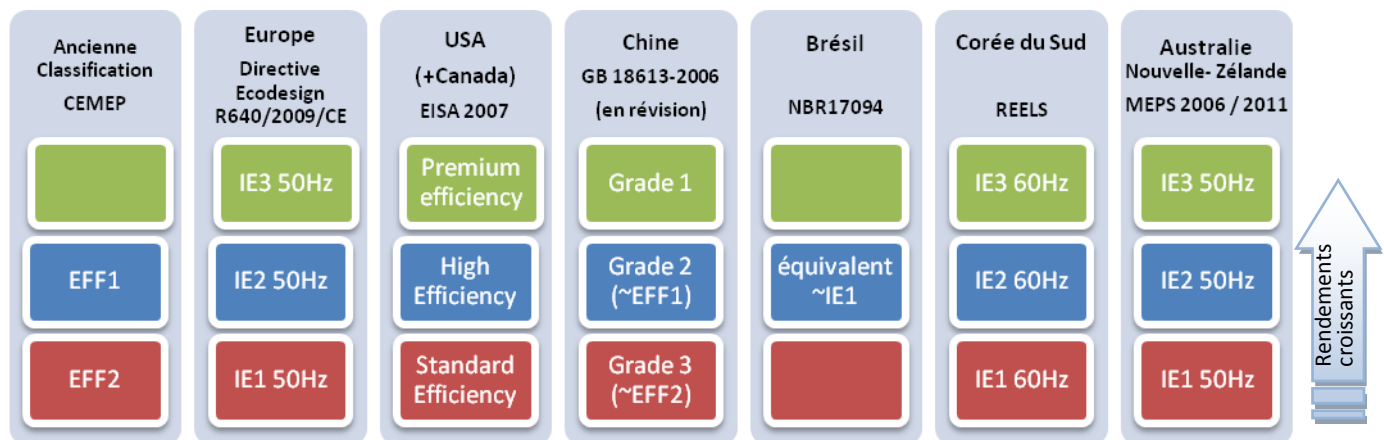 Ancienne
Classification
CEMEP
EFF1
EFF2
Europe
Directive
Ecodesign
R640/2009/CE
IE3 50Hz
IE2 50Hz
IE1 50Hz
USA
(+Canada)
EISA 2007
Premium
efficiency
High
Efficiency
Standard
Efficiency
Chine
GB 18613-2006
(en révision)
Grade 1
Grade 2
(~EFF1)
Grade 3
(~EFF2)
Brésil
NBR17094
équivalent
~IE1
Corée du Sud
REELS
IE3 60Hz
IE2 60Hz
IE1 60Hz
Australie
Nouvelle- Zélande
MEPS 2006 / 2011
IE3 50Hz
IE2 50Hz
IE1 50Hz
Rendements
croissants